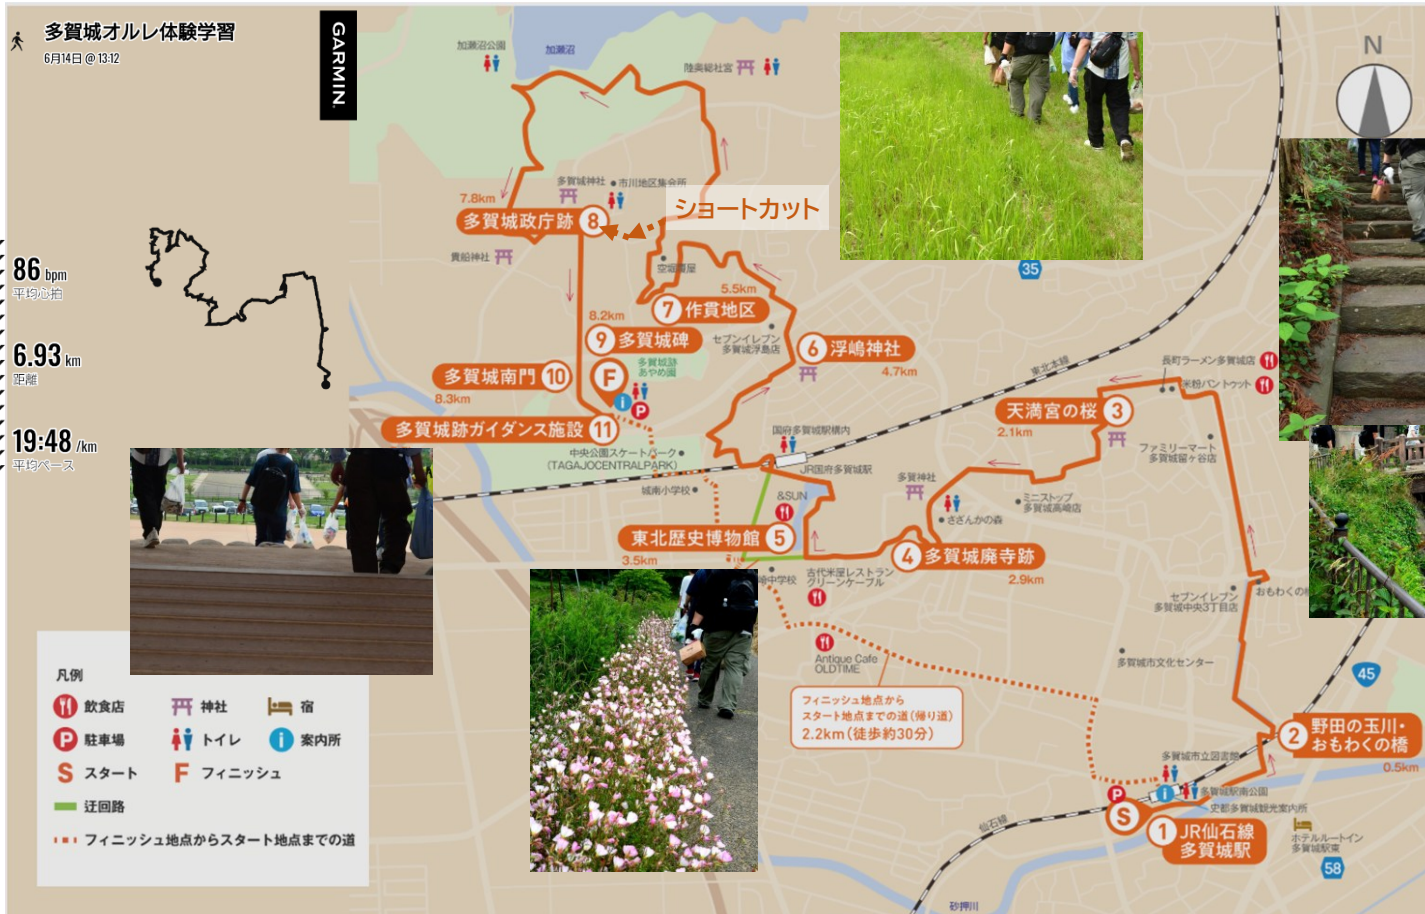 多賀城オルレ体験学習
6月14日 @ 13:12
GARMIN.
86 bpm
平均心拍
6.93 km
距離
19:48 /km
平均ペース
加瀬沼公園
加瀬沼
陸奥総社宮
N
多賀城神社
市川地区集会所
7.8km
多賀城政庁跡 8
ショートカット
貴船神社
35
5.5km
7 作貫地区
8.2km
9 多賀城碑
セブンイレブン
多賀城浮島店
6 浮嶋神社
4.7km
多賀城跡
あやめ園
多賀城南門 10
8.3km
F
i
P
多賀城跡ガイダンス施設 11
東北本線
長町ラーメン多賀城店
米粉パントゥット
天満宮の桜 3
2.1km
ファミリーマート
多賀城留ヶ谷店
国府多賀城駅構内
JR国府多賀城駅
中央公園スケートパーク
(TAGAJOCENTRALPARK)
城南小学校
&SUN
多賀神社
ミニストップ
多賀城高崎店
さざんかの森
東北歴史博物館 5
3.5km
4 多賀城廃寺跡
2.9km
崎中学校
古代米屋レストラン
グリーンケーブル
セブンイレブン
多賀城中央3丁目店
おもわくの
Antique Cafe
OLDTIME
多賀城市文化センター
45
フィニッシュ地点から
スタート地点までの道(帰り道)
2.2km(徒歩約30分)
2 野田の玉川・
おもわくの橋
0.5km
多賀城市立図書館
P
i
多賀城駅南公園
史都多賀城観光案内所
S
1 JR仙石線
多賀城駅
仙石線
ホテルルートイン
多賀城駅東
58
砂押川
凡例
飲食店
神社
宿
P 駐車場
トイレ
i 案内所
S スタート
F フィニッシュ
迂回路
フィニッシュ地点からスタート地点までの道